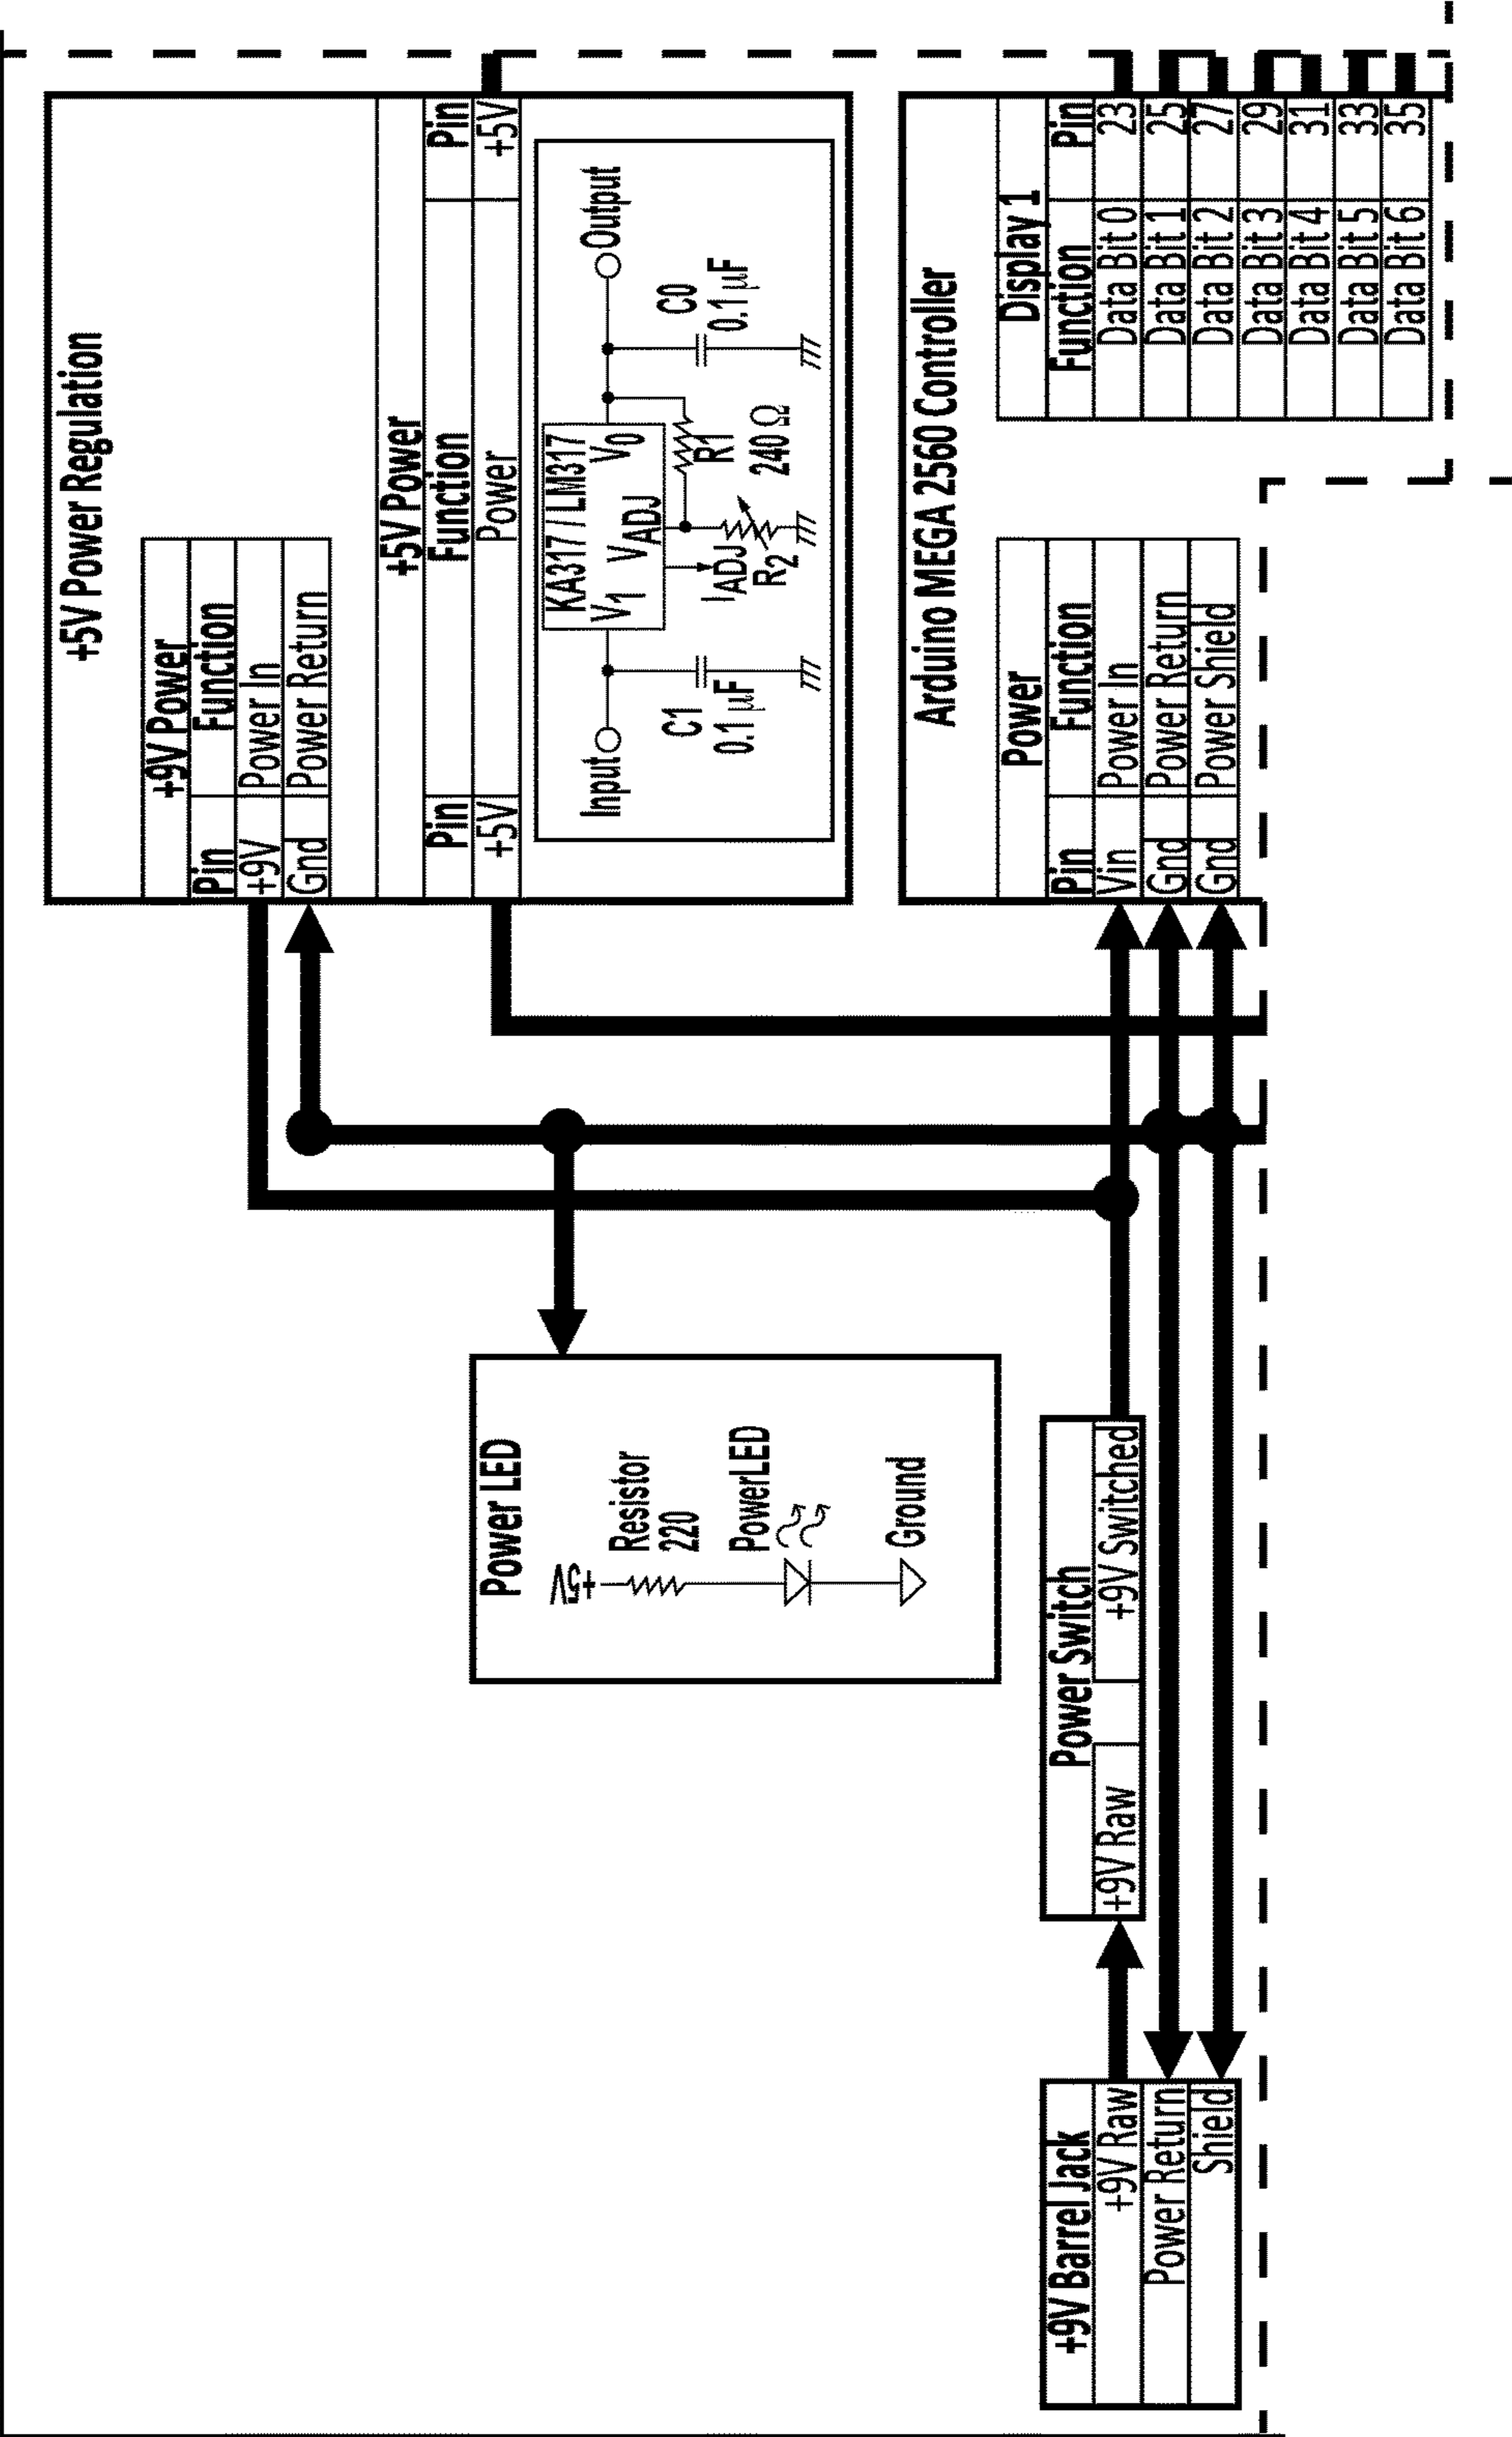 +5V Power Regulation
+9V Power
Pin Function
+9V Power In
Gnd Power Return
+5V Power
Pin Function Pin
+5V Power +5V
KA317 / LM317
Input V1 VADJ VO Output
C1
0.1 µF
IADJ
R2
R1
240 Ω
C0
0.1 µF
Power LED
+5V
Resistor
220
PowerLED
Ground
Arduino MEGA 2560 Controller
Power
Pin Function
Vin Power In
Gnd Power Return
Gnd Power Shield
Display 1
Function Pin
Data Bit 0 23
Data Bit 1 25
Data Bit 2 27
Data Bit 3 29
Data Bit 4 31
Data Bit 5 33
Data Bit 6 35
+9V Barrel Jack
+9V Raw
Power Return
Shield
Power Switch
+9V Raw +9V Switched